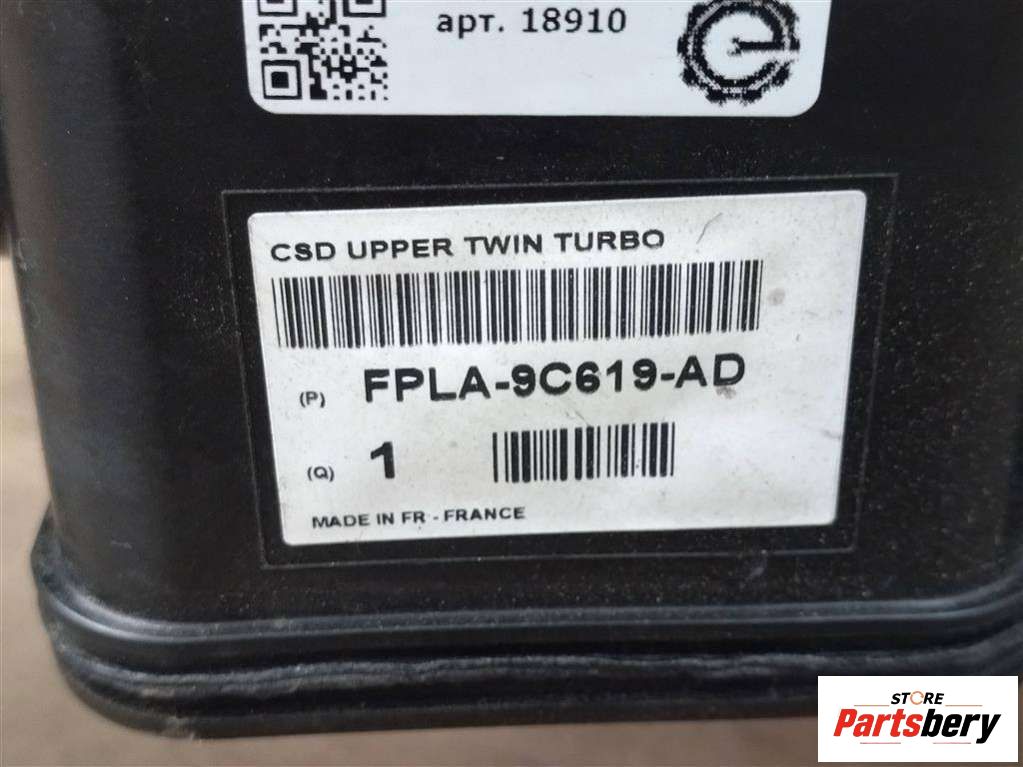 арт. 18910
CSD UPPER TWIN TURBO
(P) FPLA-9C619-AD
(Q) 1
MADE IN FR - FRANCE
STORE
Partsbery